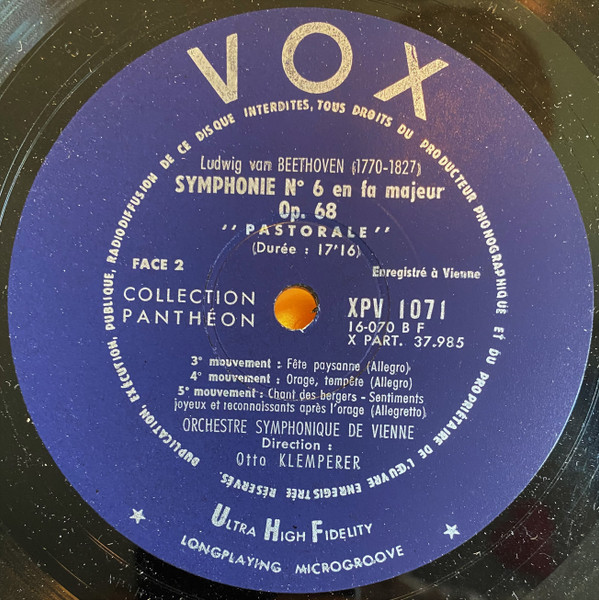 VOX
DUPLICATION, EXÉCUTION, PUBLIQUE, RADIODIFFUSION DE CE DISQUE INTERDITES, TOUS DROITS DU PRODUCTEUR PHONOGRAPHIQUE ET DU PROPRIÉTAIRE DE L'ŒUVRE ENREGISTRÉE RÉSERVÉS.
Ludwig van BEETHOVEN (1770-1827)
SYMPHONIE N° 6 en fa majeur
Op. 68
"PASTORALE"
(Durée : 17'16)
FACE 2
Enregistré à Vienne
COLLECTION
PANTHÉON
XPV 1071
16-070 B F
X PART. 37.985
3e mouvement : Fête paysanne (Allegro)
4e mouvement : Orage, tempête (Allegro)
5e mouvement : Chant des bergers - Sentiments
joyeux et reconnaissants après l'orage (Allegretto)
ORCHESTRE SYMPHONIQUE DE VIENNE
Direction :
Otto KLEMPERER
ULTRA HIGH FIDELITY
LONGPLAYING MICROGROOVE